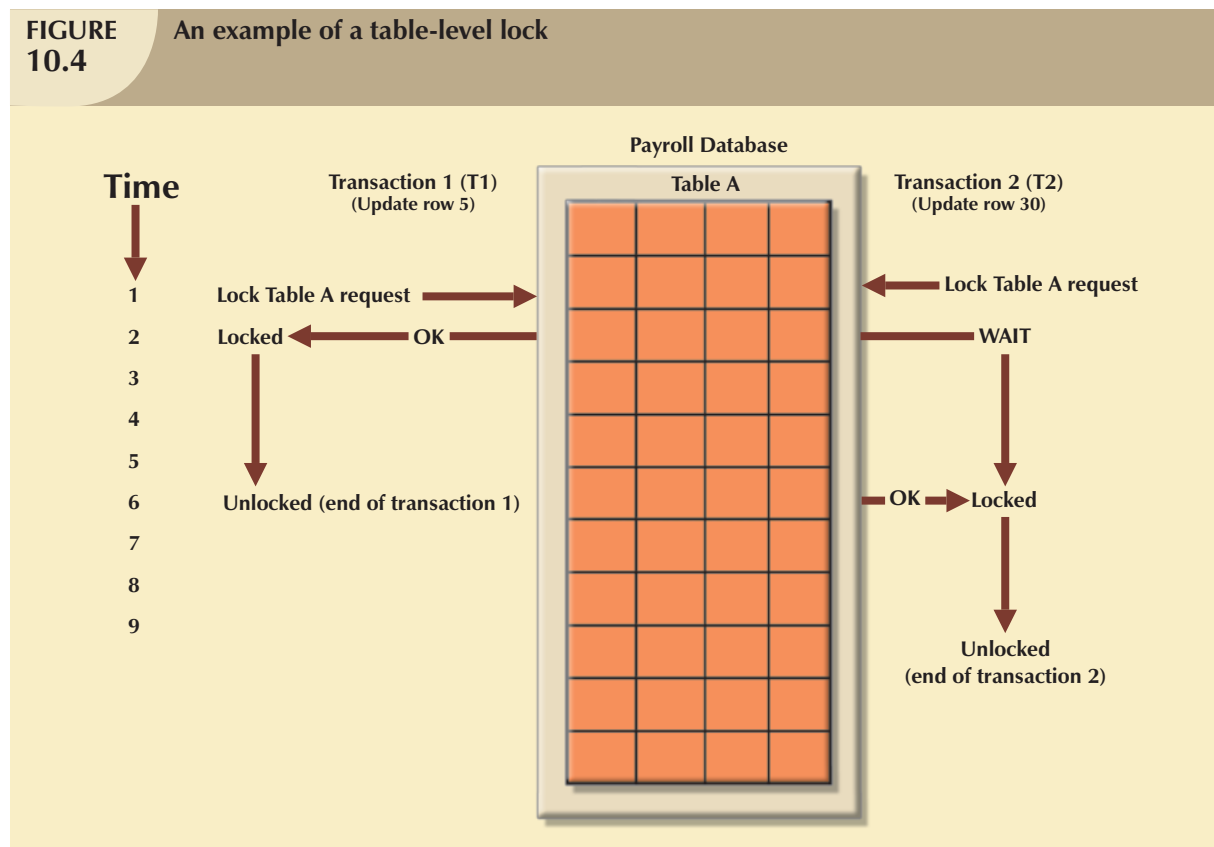 FIGURE
10.4
An example of a table-level lock
Payroll Database
Time
Transaction 1 (T1)
(Update row 5)
Table A
Transaction 2 (T2)
(Update row 30)
1
Lock Table A request
Lock Table A request
2
Locked
OK
WAIT
3
4
5
6
Unlocked (end of transaction 1)
OK
Locked
7
8
9
Unlocked
(end of transaction 2)